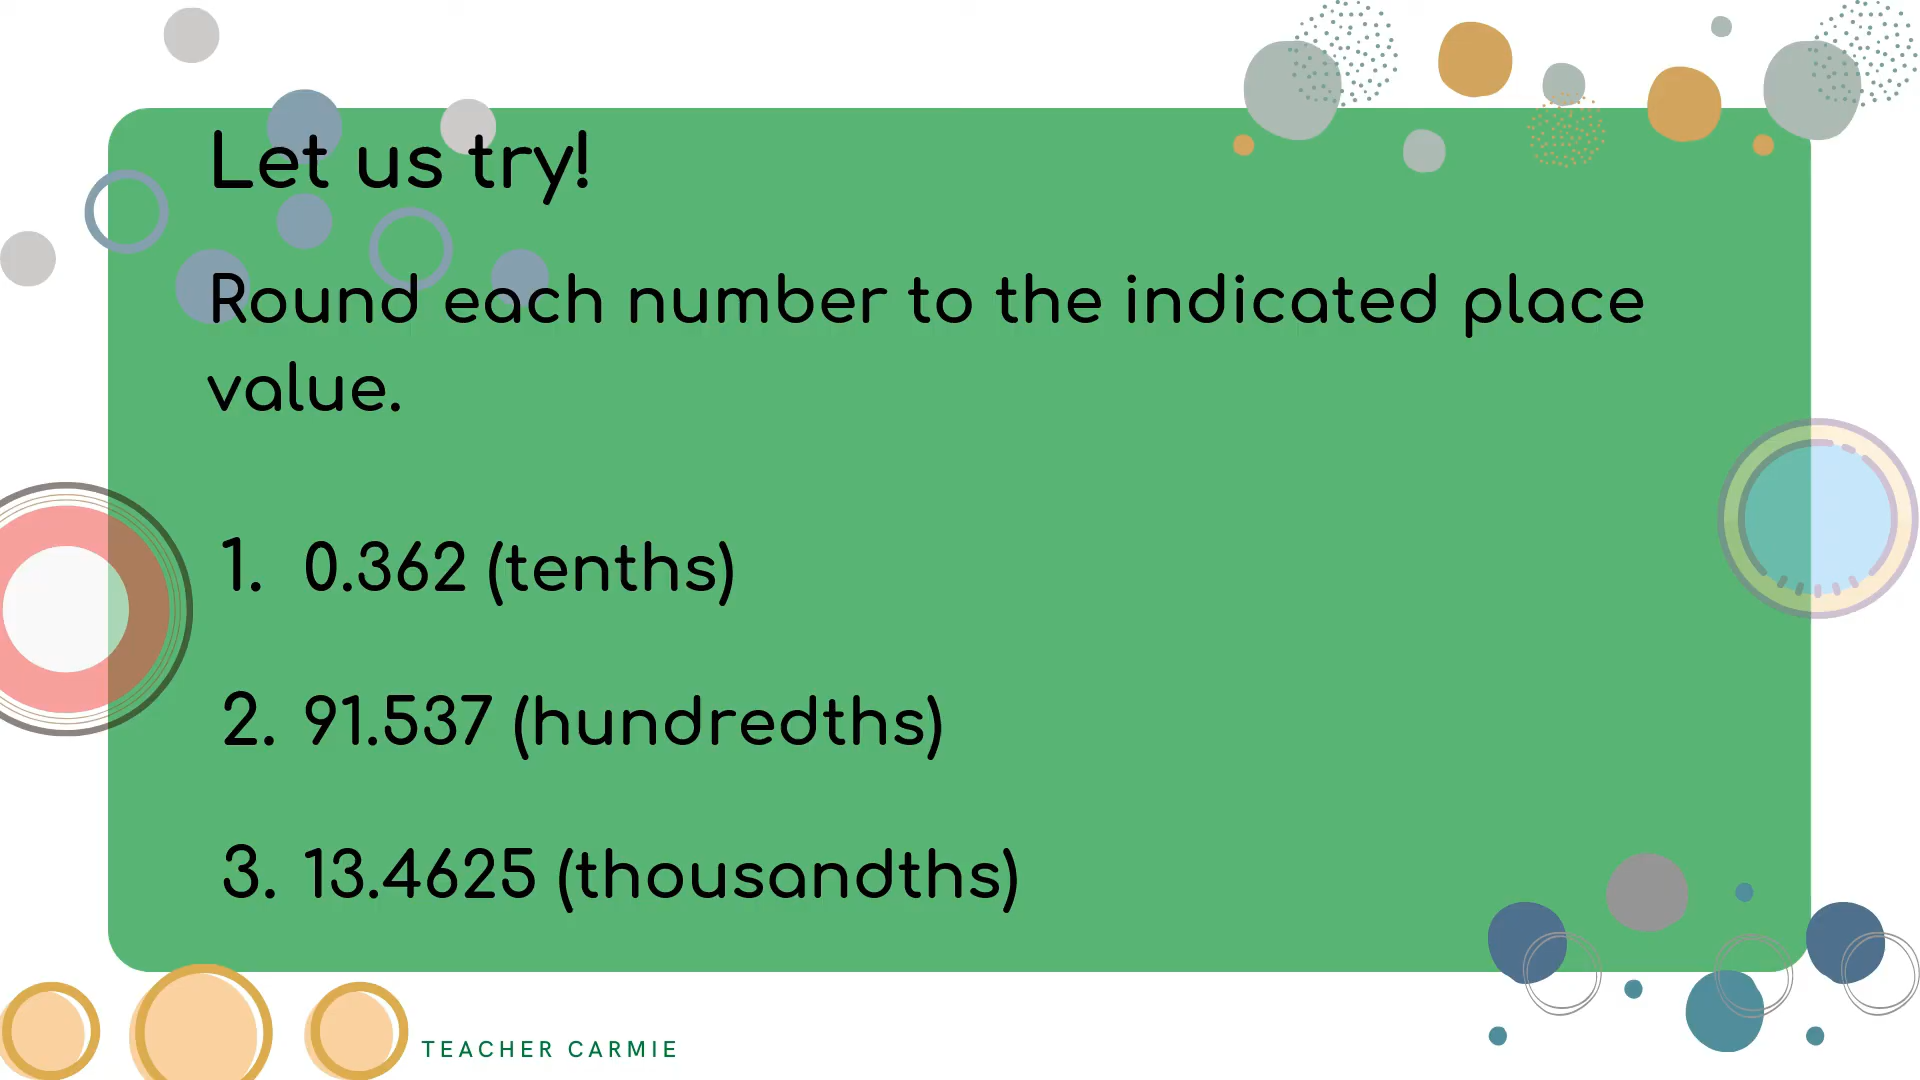 Let us try!
Round each number to the indicated place
value.
1. 0.362 (tenths)
2. 91.537 (hundredths)
3. 13.4625 (thousandths)
TEACHER CARMIE